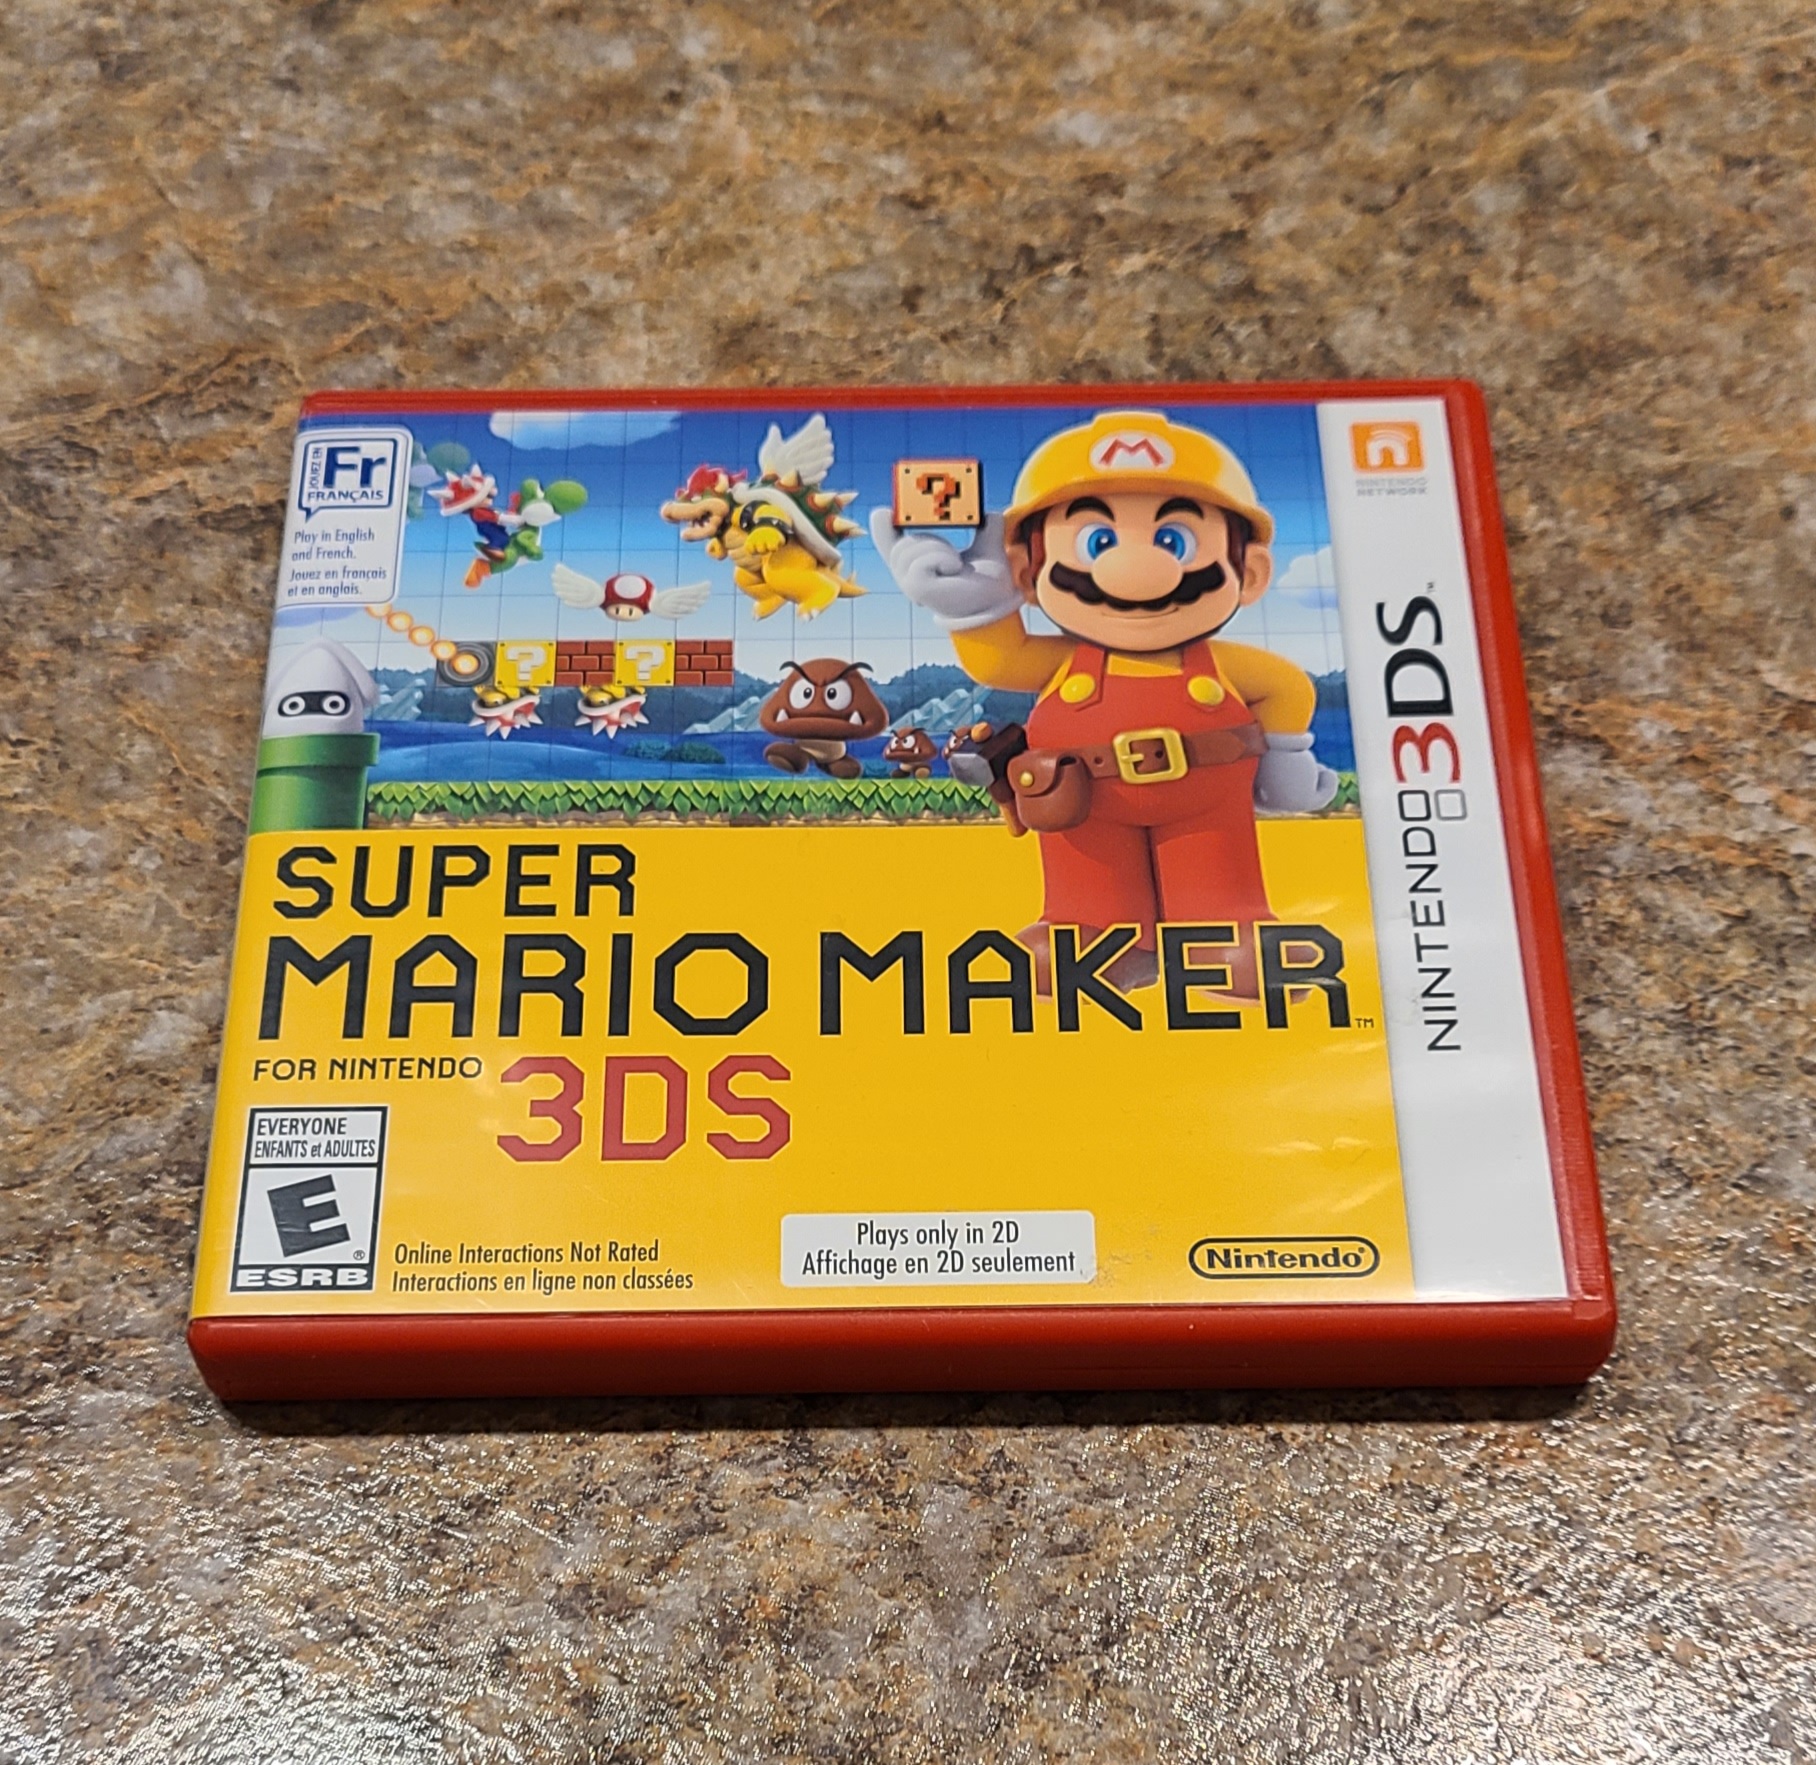 JOUEZ EN
Fr
FRANÇAIS
Play in English
and French.
Jouez en français
et en anglais.
?
M
?
?
NINTENDO
NETWORK
NINTENDO 3DS™
SUPER
MARIO MAKER™
FOR NINTENDO 3DS
EVERYONE
ENFANTS et ADULTES
E®
ESRB
Online Interactions Not Rated
Interactions en ligne non classées
Plays only in 2D
Affichage en 2D seulement
Nintendo®